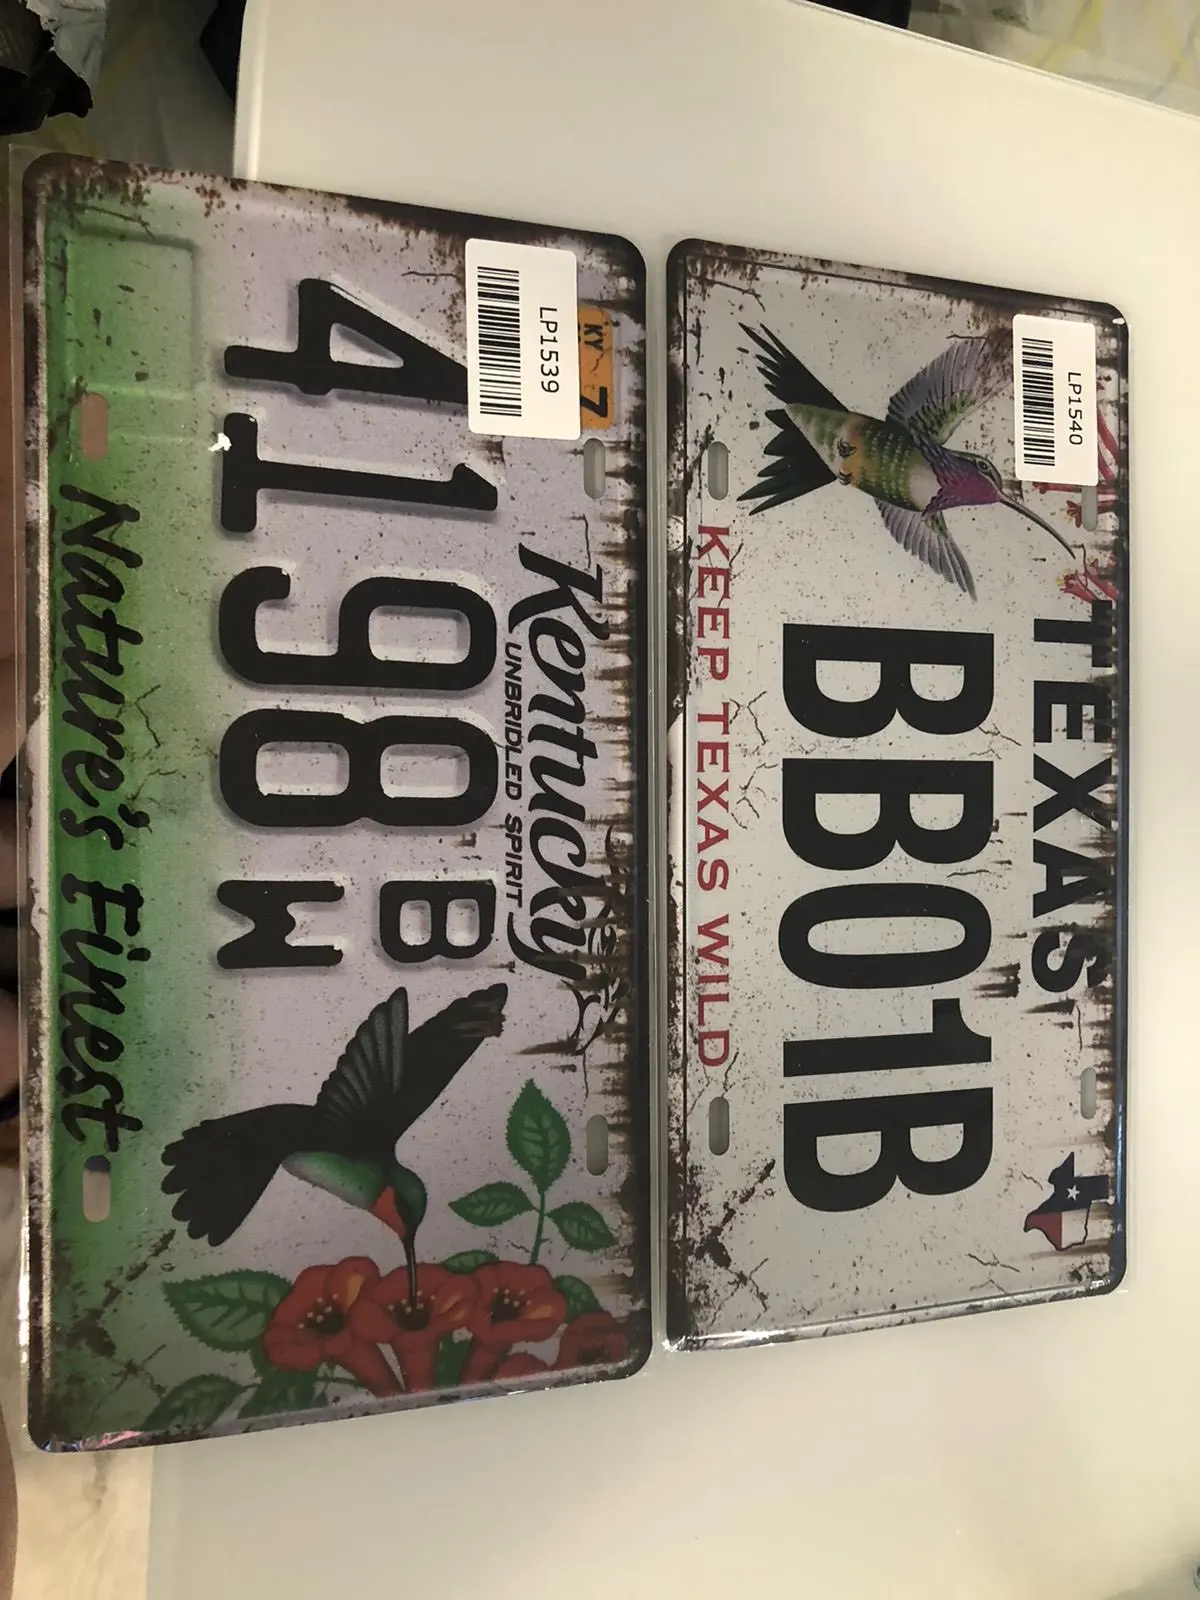 TEXAS
LP1540
BB01B
KEEP TEXAS WILD
KY 7
LP1539
Kentucky
UNBRIDLED SPIRIT
4198 B
W
Nature's Finest